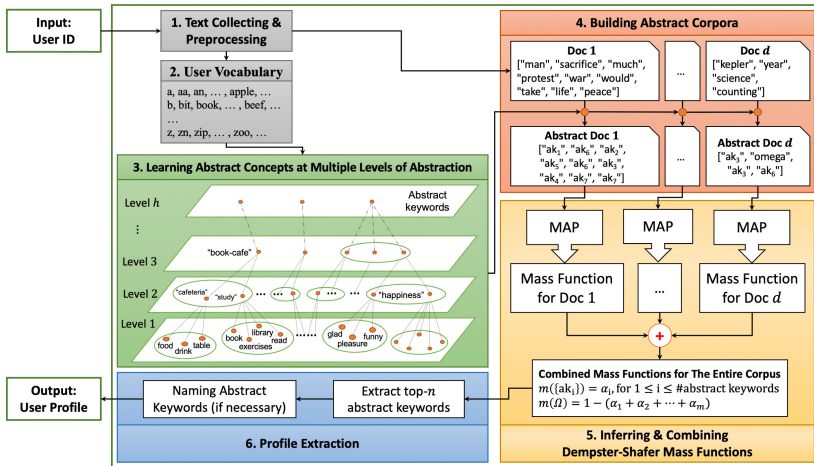 Input:
User ID
1. Text Collecting &
Preprocessing
2. User Vocabulary
a, aa, an, … , apple, …
b, bit, book, … , beef, …
…
z, zn, zip, … , zoo, …
3. Learning Abstract Concepts at Multiple Levels of Abstraction
Level h
Abstract
keywords
⋮
Level 3
"book-cafe"
Level 2
"cafeteria"
"study"
"happiness"
Level 1
food
drink
table
book
library
exercises
read
glad
pleasure
funny
4. Building Abstract Corpora
Doc 1
["man", "sacrifice", "much",
"protest", "war", "would",
"take", "life", "peace"]
…
Doc d
["kepler", "year",
"science",
"counting"]
Abstract Doc 1
["ak₁", "ak₆", "ak₂",
"ak₅", "ak₆", "ak₃",
"ak₄", "ak₇", "ak₇"]
…
Abstract Doc d
["ak₃", "omega",
"ak₃", "ak₆"]
MAP
MAP
MAP
Mass Function
for Doc 1
…
Mass Function
for Doc d
+
Combined Mass Functions for The Entire Corpus
m({akᵢ}) = αᵢ, for 1 ≤ i ≤ #abstract keywords
m(Ω) = 1 − (α₁ + α₂ + ⋯ + αₘ)
5. Inferring & Combining
Dempster-Shafer Mass Functions
Extract top-n
abstract keywords
Naming Abstract
Keywords (if necessary)
6. Profile Extraction
Output:
User Profile